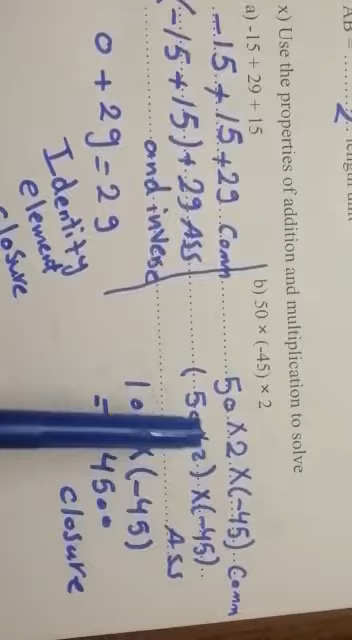 AB = ........ 2. length unit
x) Use the properties of addition and multiplication to solve
a) -15 + 29 + 15
-15 + 15 + 29 Comm
(-15 + 15) + 29 Ass
and inverse
0 + 29 = 29
Identity
element
closure
b) 50 × (-45) × 2
50 × 2 × (-45) Comm
(50 × 2) × (-45)
Ass
× (-45)
4500
closure